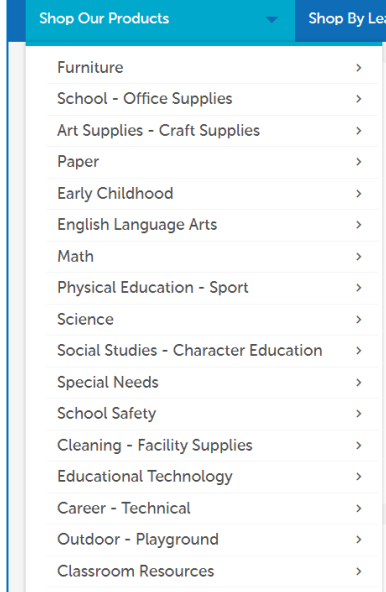 Shop Our Products
Shop By Lea
Furniture
School - Office Supplies
Art Supplies - Craft Supplies
Paper
Early Childhood
English Language Arts
Math
Physical Education - Sport
Science
Social Studies - Character Education
Special Needs
School Safety
Cleaning - Facility Supplies
Educational Technology
Career - Technical
Outdoor - Playground
Classroom Resources